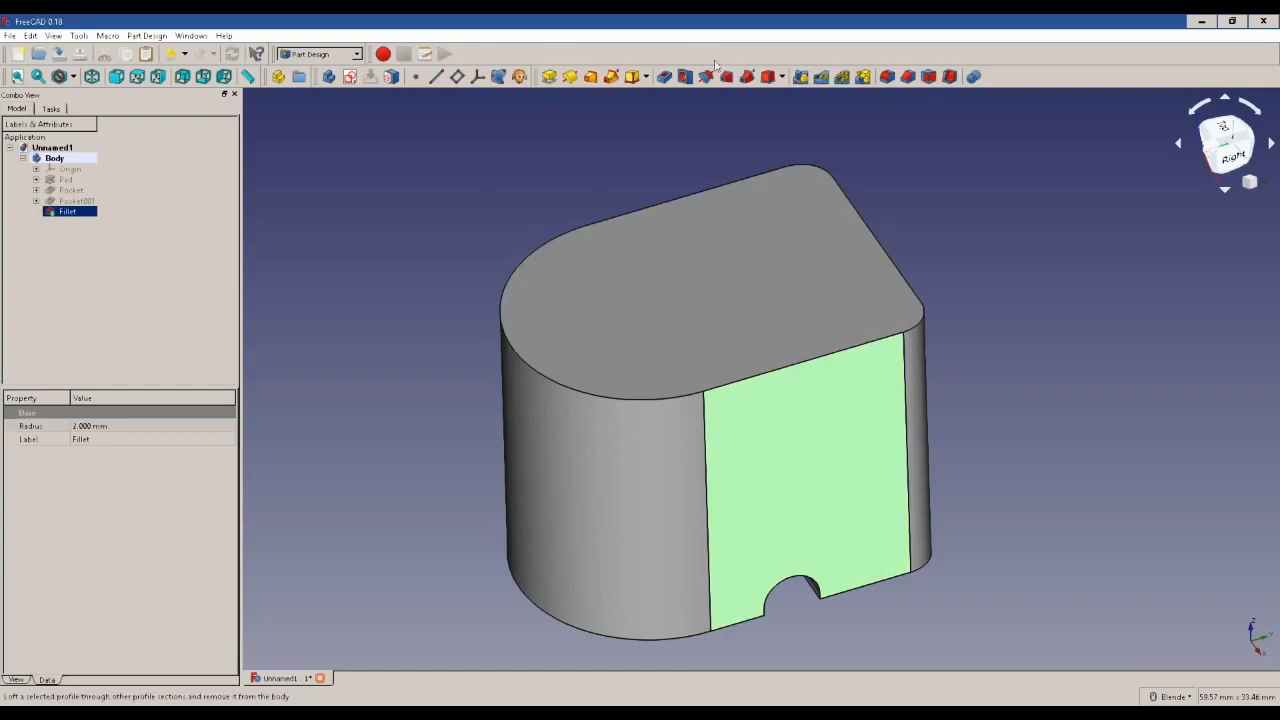 FreeCAD 0.18
File Edit View Tools Macro Part Design Windows Help
Part Design
Combo View
Model Tasks
Labels & Attributes
Application
Unnamed1
Body
Origin
Pad
Pocket
Pocket001
Fillet
Right
Property Value
Base
Radius 2.000 mm
Label Fillet
Z
Y
X
View Data
Unnamed1 : 1*
Loft a selected profile through other profile sections and remove it from the body
Blender 59.57 mm x 33.46 mm